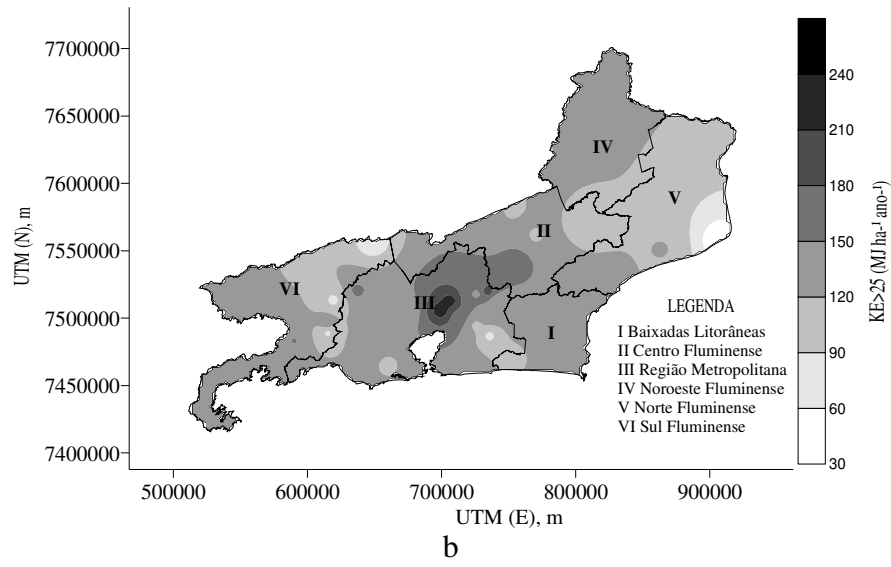 7700000
7650000
7600000
7550000
7500000
7450000
7400000
UTM (N), m
500000 600000 700000 800000 900000
UTM (E), m
IV
V
II
VI
III
I
LEGENDA
I Baixadas Litorâneas
II Centro Fluminense
III Região Metropolitana
IV Noroeste Fluminense
V Norte Fluminense
VI Sul Fluminense
240
210
180
150
120
90
60
30
KE>25 (MJ ha-¹ ano-¹)
b